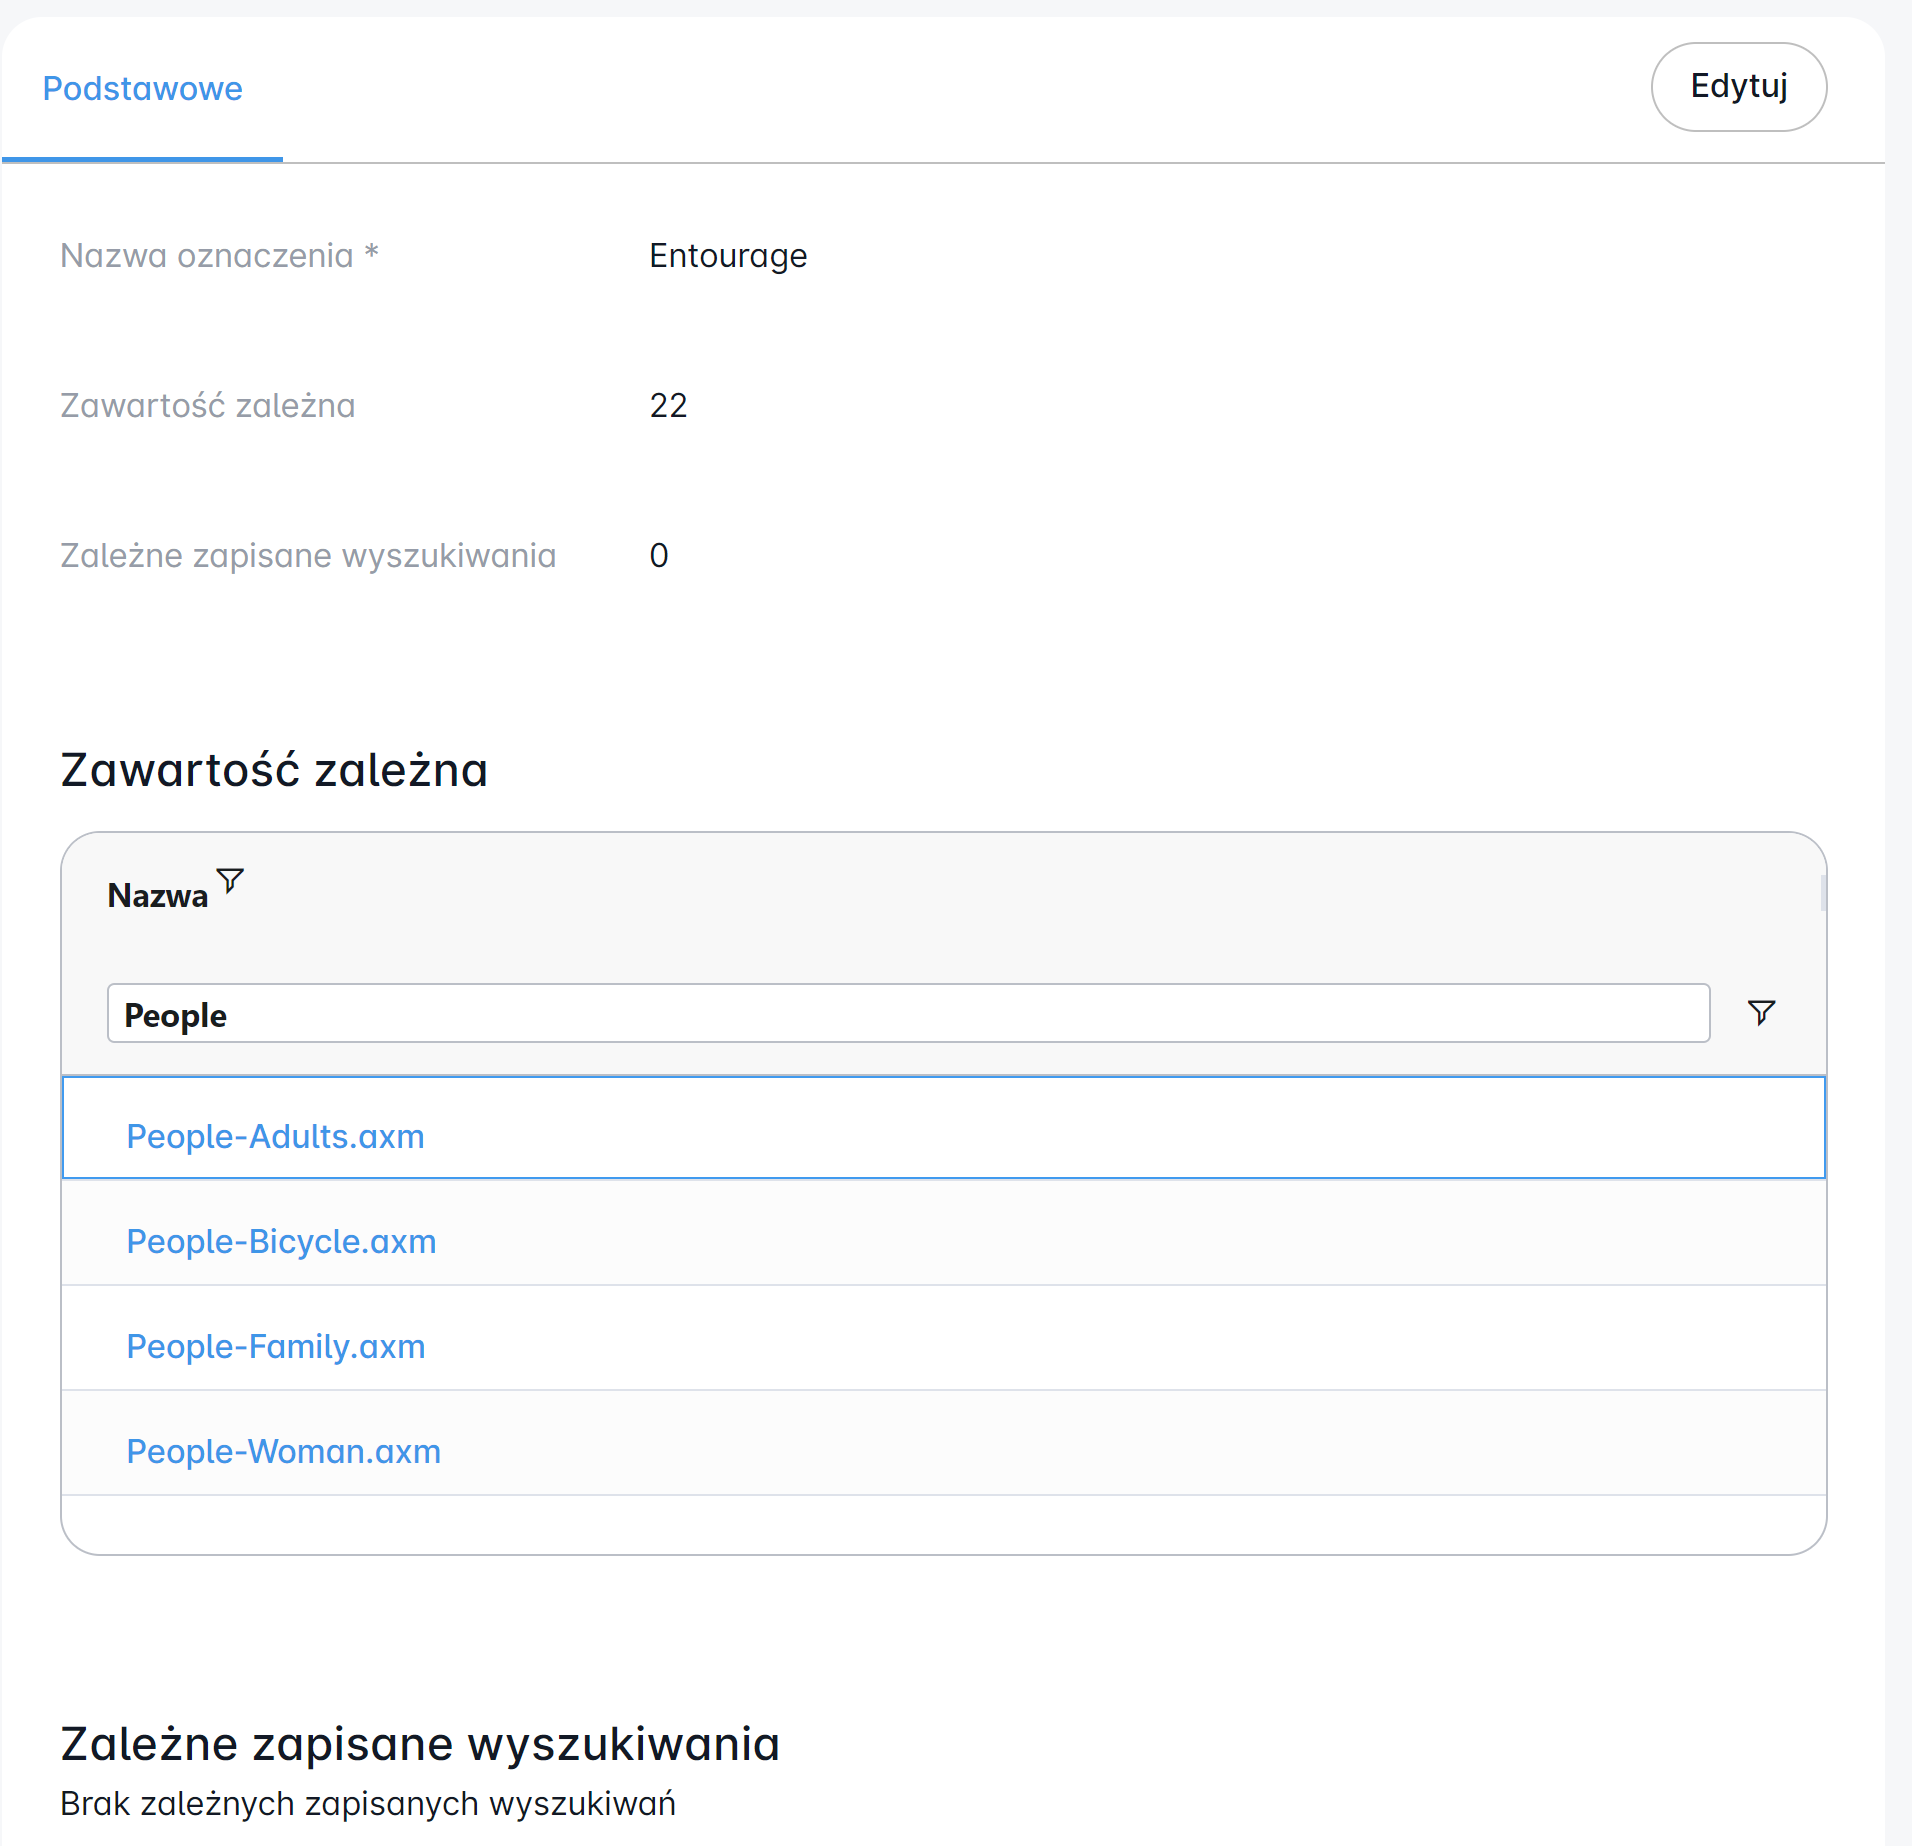 Podstawowe
Edytuj
Nazwa oznaczenia * Entourage
Zawartość zależna 22
Zależne zapisane wyszukiwania 0
Zawartość zależna
Nazwa
People
People-Adults.axm
People-Bicycle.axm
People-Family.axm
People-Woman.axm
Zależne zapisane wyszukiwania
Brak zależnych zapisanych wyszukiwań